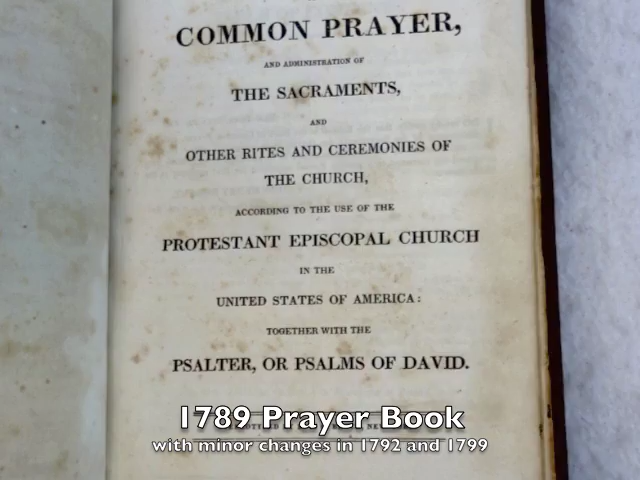 COMMON PRAYER,
AND ADMINISTRATION OF
THE SACRAMENTS,
AND
OTHER RITES AND CEREMONIES OF
THE CHURCH,
ACCORDING TO THE USE OF THE
PROTESTANT EPISCOPAL CHURCH
IN THE
UNITED STATES OF AMERICA:
TOGETHER WITH THE
PSALTER, OR PSALMS OF DAVID.
1789 Prayer Book
with minor changes in 1792 and 1799